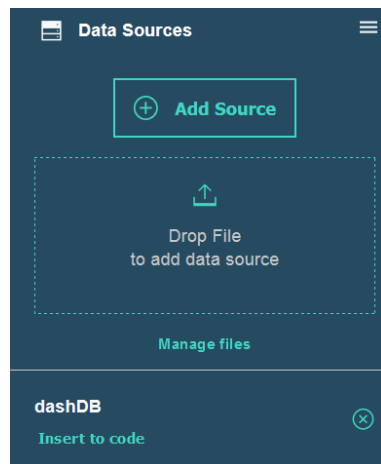 Data Sources
Add Source
Drop File
to add data source
Manage files
dashDB
Insert to code